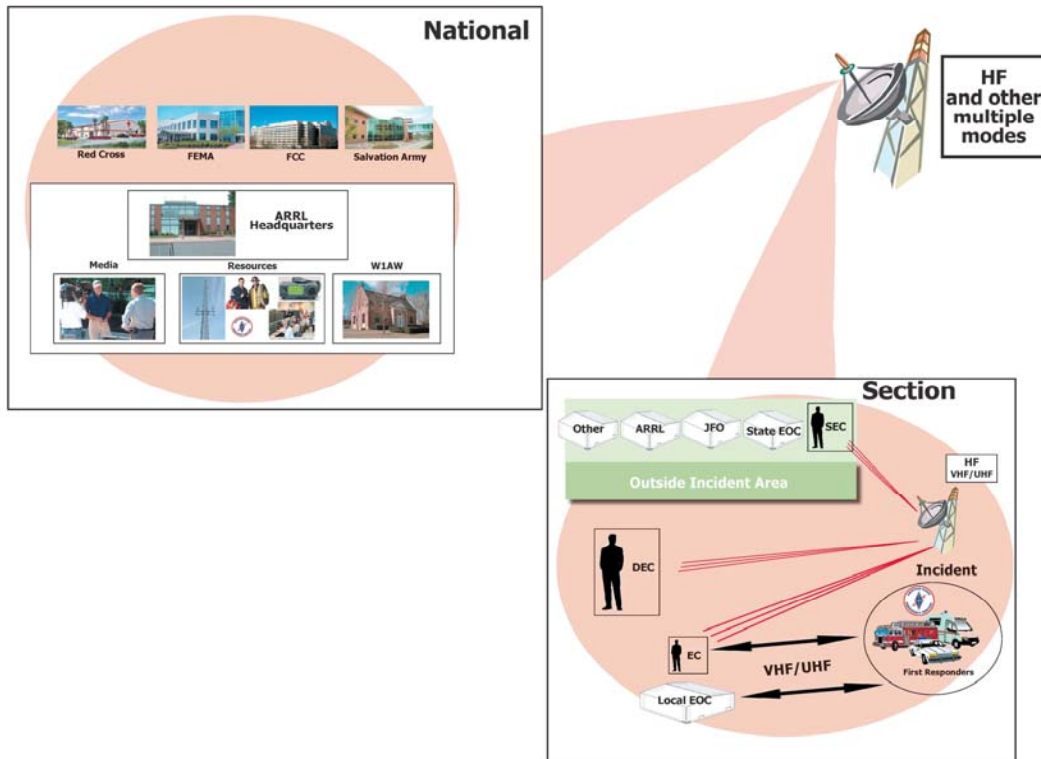 National
Red Cross
FEMA
FCC
Salvation Army
ARRL
Headquarters
Media
Resources
W1AW
HF
and other
multiple
modes
Section
Other
ARRL
JFO
State EOC
SEC
Outside Incident Area
HF
VHF/UHF
DEC
Incident
EC
VHF/UHF
First Responders
Local EOC